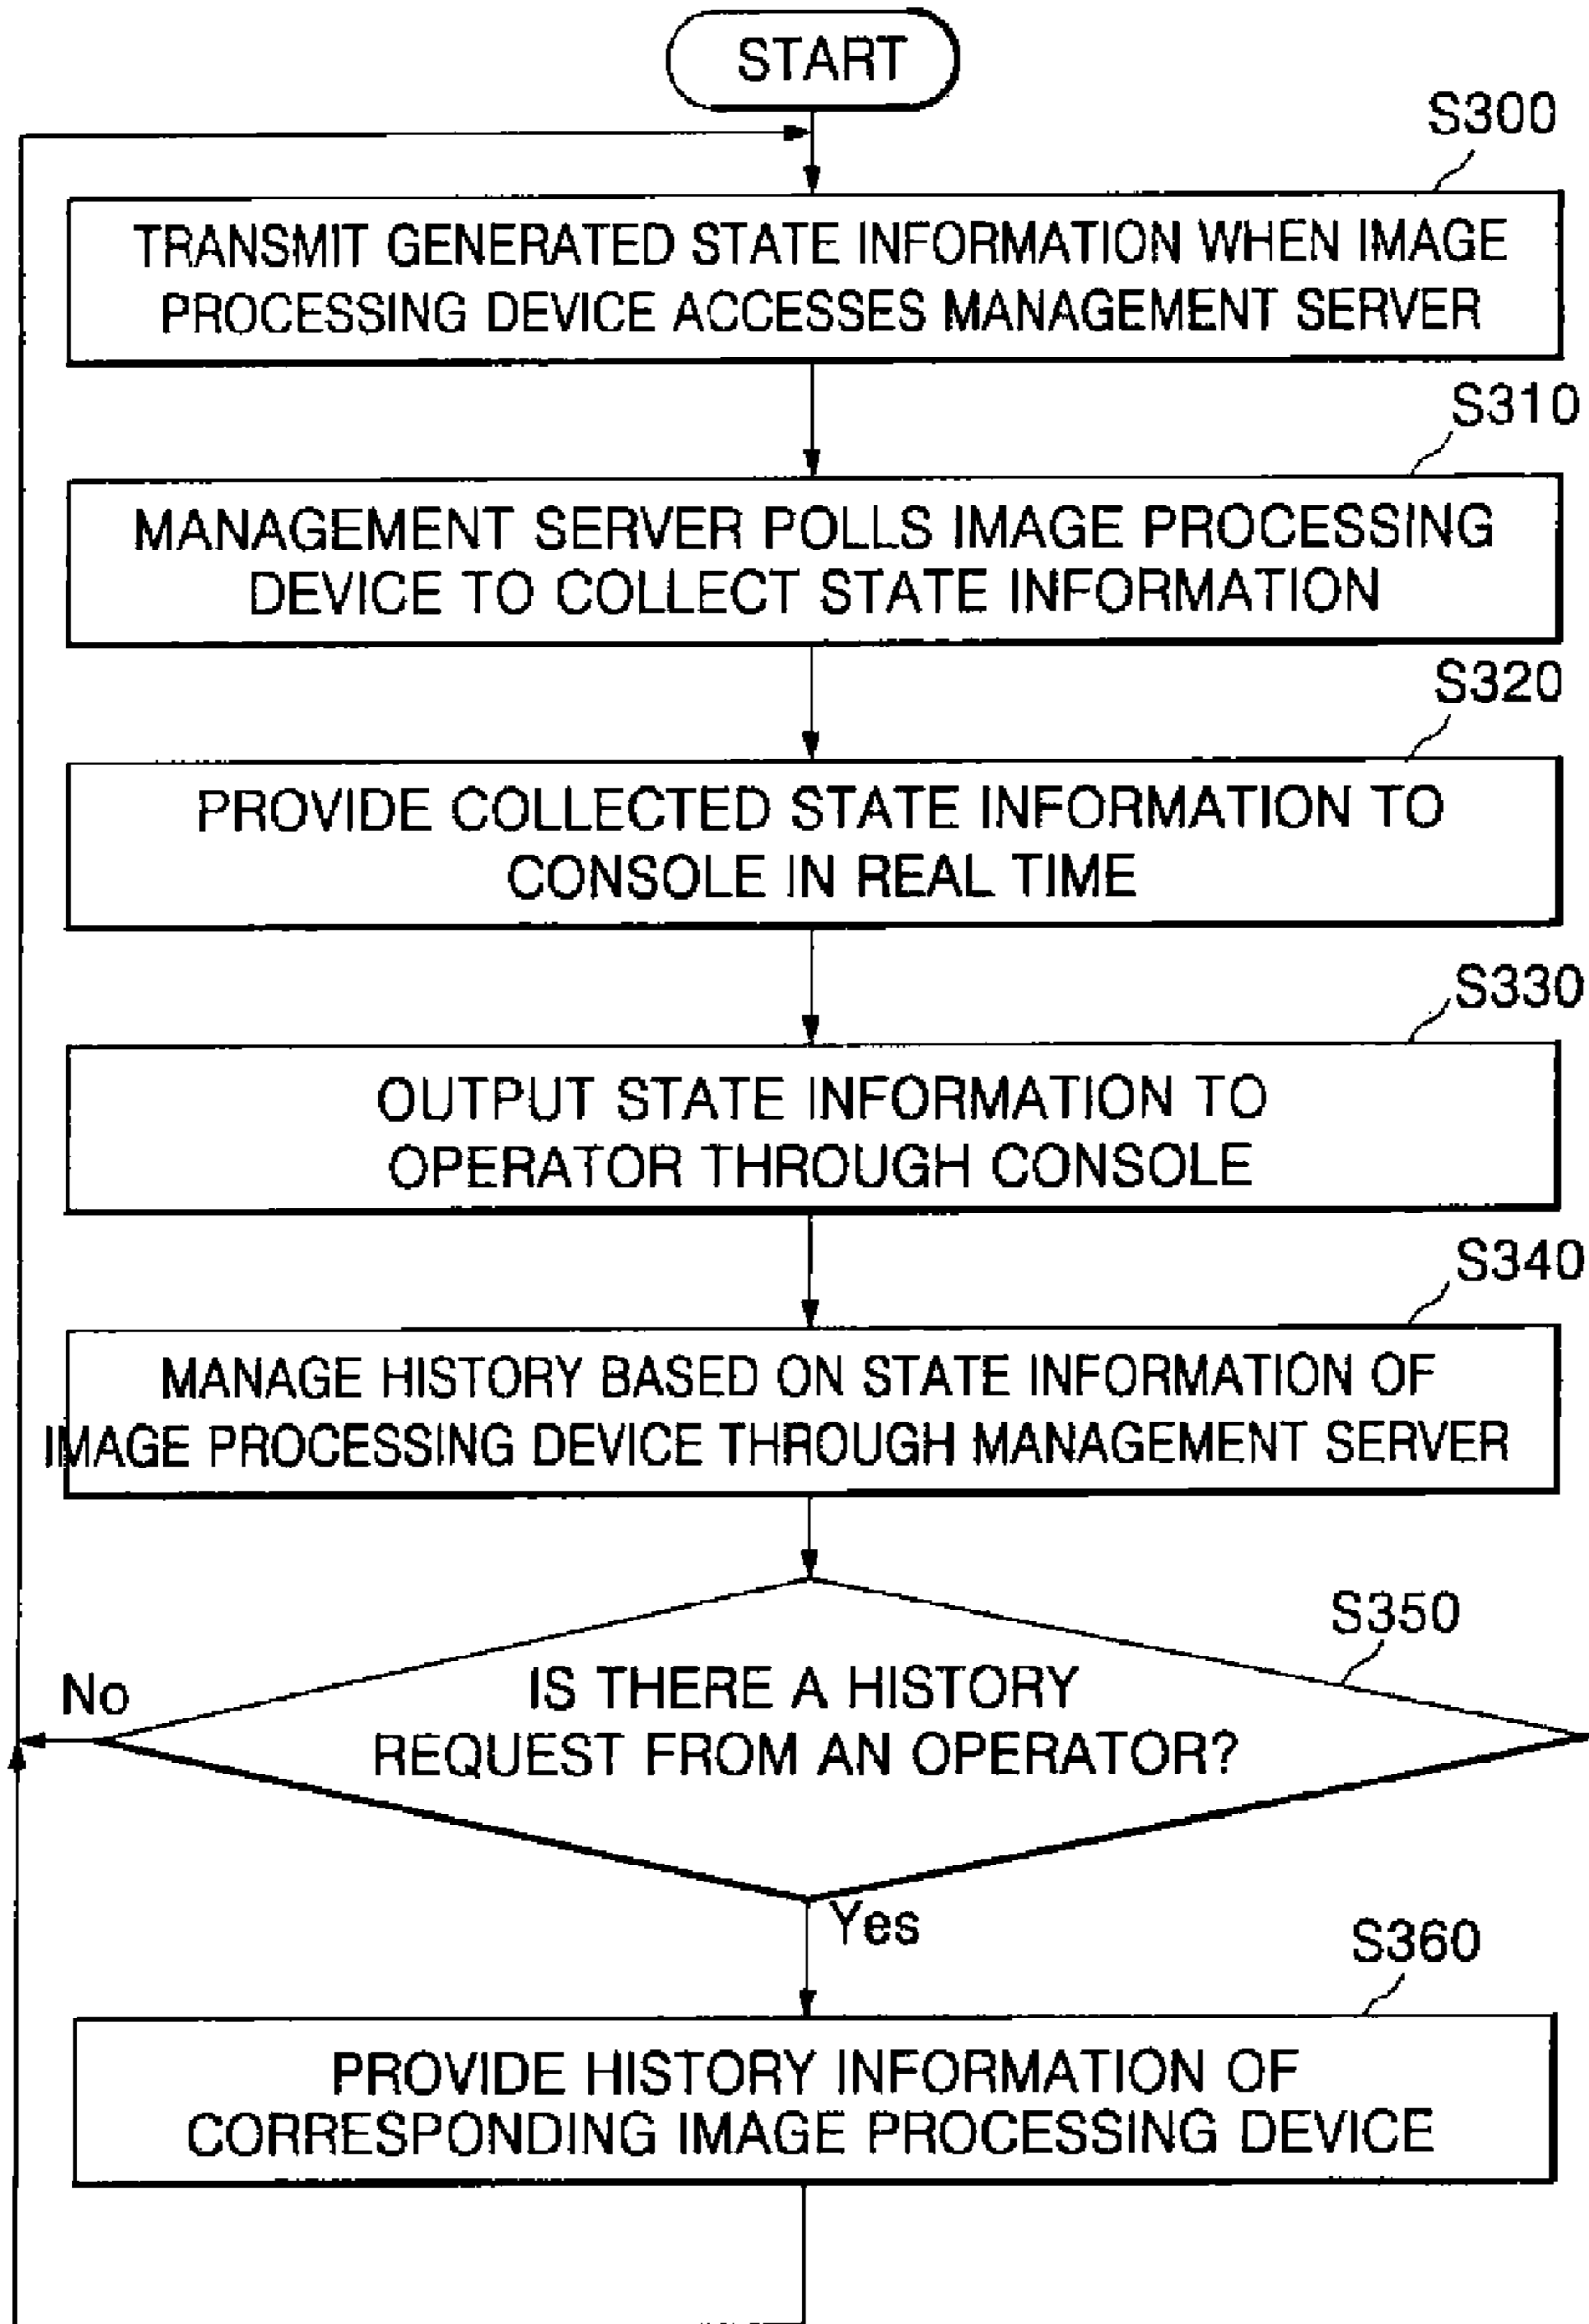 START
S300
TRANSMIT GENERATED STATE INFORMATION WHEN IMAGE
PROCESSING DEVICE ACCESSES MANAGEMENT SERVER
S310
MANAGEMENT SERVER POLLS IMAGE PROCESSING
DEVICE TO COLLECT STATE INFORMATION
S320
PROVIDE COLLECTED STATE INFORMATION TO
CONSOLE IN REAL TIME
S330
OUTPUT STATE INFORMATION TO
OPERATOR THROUGH CONSOLE
S340
MANAGE HISTORY BASED ON STATE INFORMATION OF
IMAGE PROCESSING DEVICE THROUGH MANAGEMENT SERVER
S350
No
IS THERE A HISTORY
REQUEST FROM AN OPERATOR?
Yes
S360
PROVIDE HISTORY INFORMATION OF
CORRESPONDING IMAGE PROCESSING DEVICE